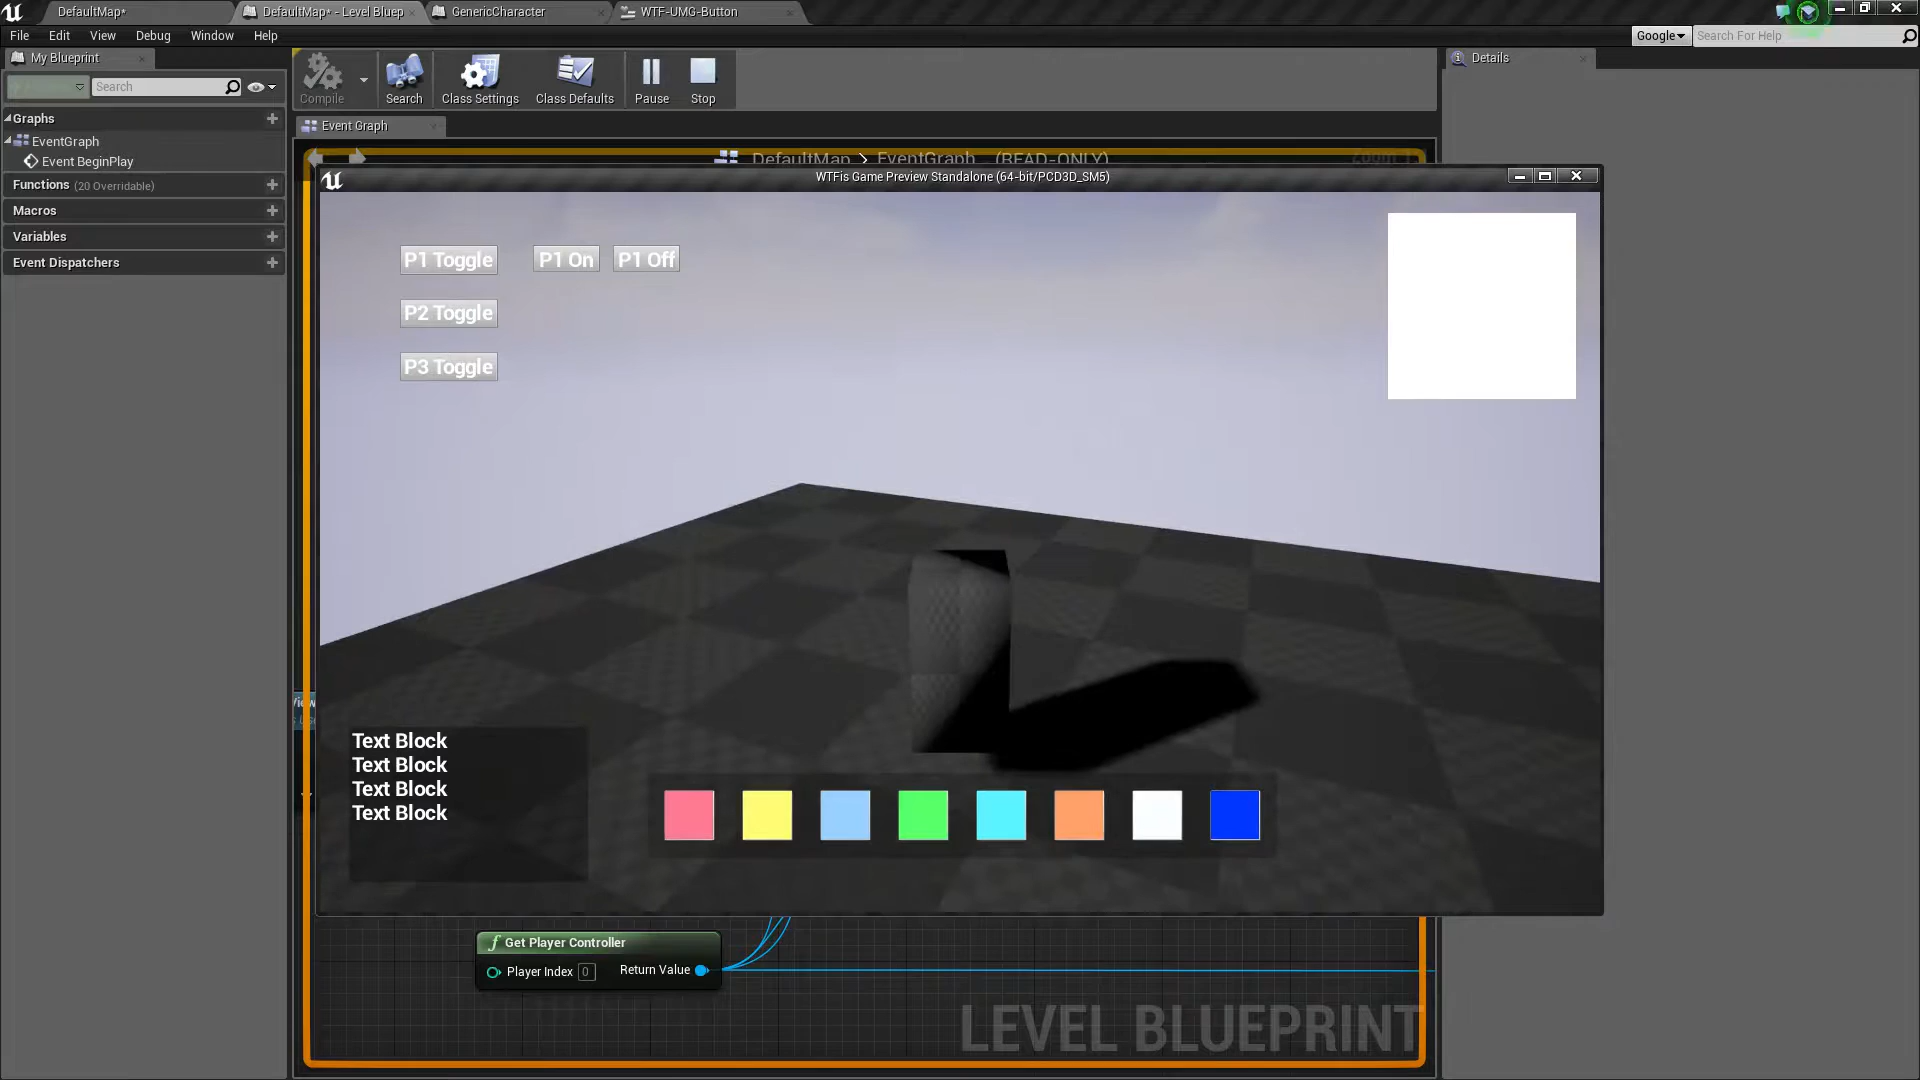 DefaultMap*
DefaultMap* - Level Bluep
GenericCharacter
WTF-UMG-Button
File Edit View Debug Window Help
Google
Search For Help
My Blueprint
Search
Graphs
EventGraph
Event BeginPlay
Functions (20 Overridable)
Macros
Variables
Event Dispatchers
Compile
Search
Class Settings
Class Defaults
Pause
Stop
Details
Event Graph
DefaultMap > EventGraph (READ-ONLY)
WTFis Game Preview Standalone (64-bit/PCD3D_SM5)
P1 Toggle
P1 On
P1 Off
P2 Toggle
P3 Toggle
Text Block
Text Block
Text Block
Text Block
Get Player Controller
Player Index 0
Return Value
LEVEL BLUEPRINT